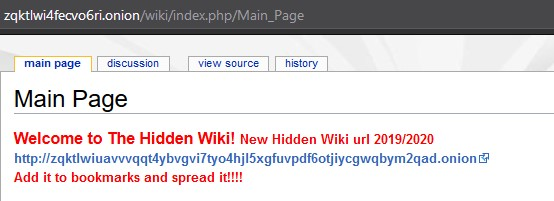 zqktlwi4fecvo6ri.onion/wiki/index.php/Main_Page
main page discussion view source history
Main Page
Welcome to The Hidden Wiki! New Hidden Wiki url 2019/2020
http://zqktlwiuavvvqqt4ybvgvi7tyo4hjl5xgfuvpdf6otjiycgwqbym2qad.onion
Add it to bookmarks and spread it!!!!